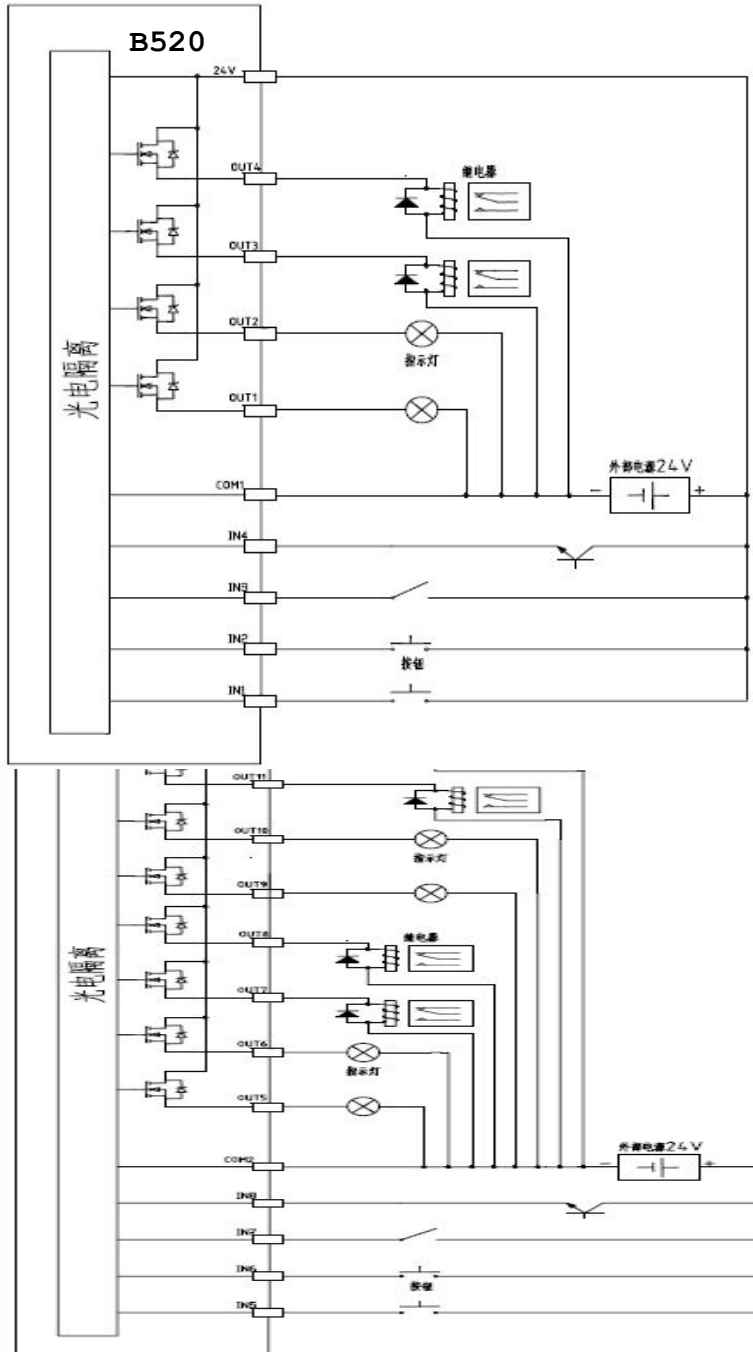 B520
24V
OUT4
继电器
OUT3
OUT2
指示灯
光电隔离
OUT1
外部电源24V
COM1
-
+
IN4
IN3
IN2
按钮
IN1
OUT11
OUT10
指示灯
OUT9
OUT8
继电器
光电隔离
OUT7
OUT6
指示灯
OUT5
外部电源24V
COM2
-
+
IN8
IN7
IN6
按钮
IN5